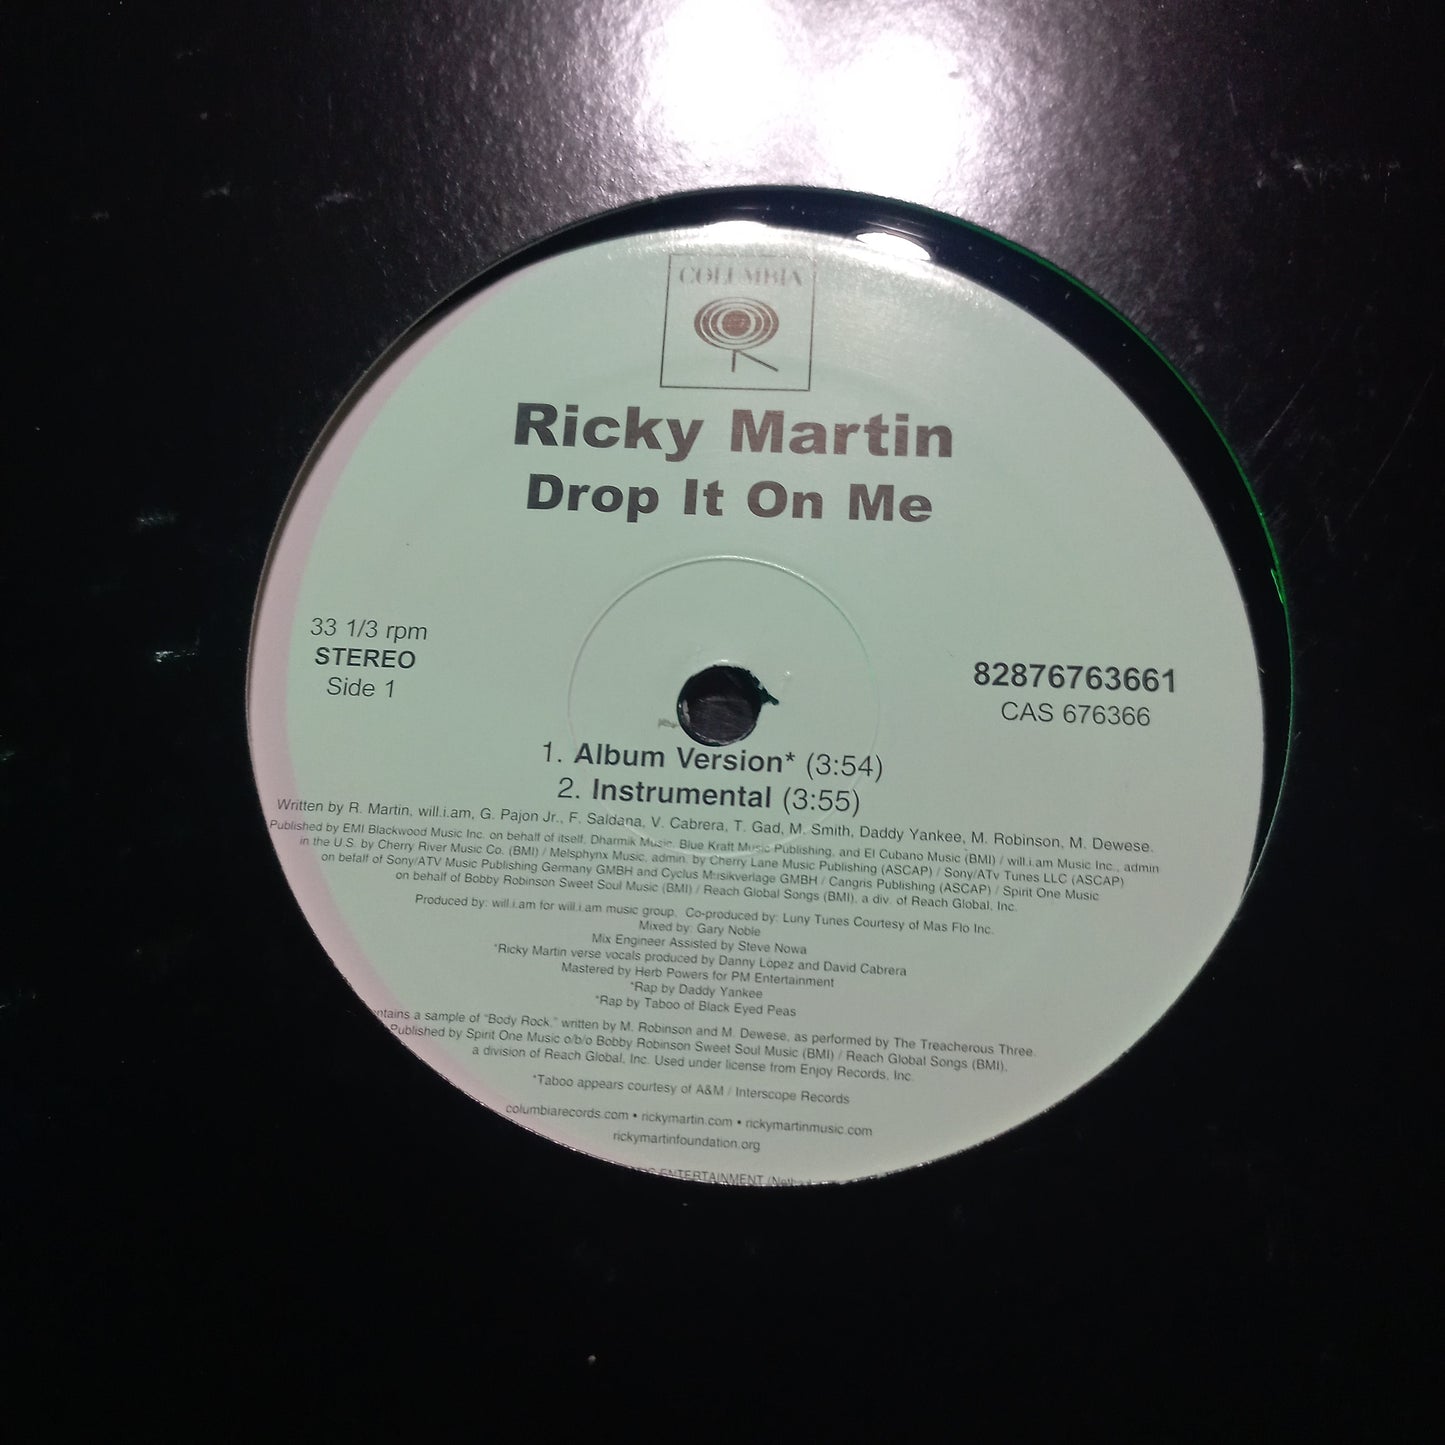 COLUMBIA
Ricky Martin
Drop It On Me
33 1/3 rpm
STEREO
Side 1
82876763661
CAS 676366
1. Album Version* (3:54)
2. Instrumental (3:55)
Written by R. Martin, will.i.am, G. Pajon Jr., F. Saldana, V. Cabrera, T. Gad, M. Smith, Daddy Yankee, M. Robinson, M. Dewese.
Published by EMI Blackwood Music Inc. on behalf of itself, Dharmik Music, Blue Kraft Music Publishing, and El Cubano Music (BMI) / will.i.am Music Inc., admin
in the U.S. by Cherry River Music Co. (BMI) / Melsphynx Music, admin. by Cherry Lane Music Publishing (ASCAP) / Sony/ATv Tunes LLC (ASCAP)
on befalf of Sony/ATV Music Publishing Germany GMBH and Cyclus Musikverlage GMBH / Cangris Publishing (ASCAP) / Spirit One Music
on behalf of Bobby Robinson Sweet Soul Music (BMI) / Reach Global Songs (BMI), a div. of Reach Global, Inc.
Produced by: will.i.am for will.i.am music group. Co-produced by: Luny Tunes Courtesy of Mas Flo Inc.
Mixed by: Gary Noble
Mix Engineer Assisted by Steve Nowa
*Ricky Martin verse vocals produced by Danny López and David Cabrera
Mastered by Herb Powers for PM Entertainment
*Rap by Daddy Yankee
*Rap by Taboo of Black Eyed Peas
a sample of "Body Rock," written by M. Robinson and M. Dewese, as performed by The Treacherous Three.
Published by Spirit One Music o/b/o Bobby Robinson Sweet Soul Music (BMI) / Reach Global Songs (BMI),
a division of Reach Global, Inc. Used under license from Enjoy Records, Inc.
*Taboo appears courtesy of A&M / Interscope Records
columbiarecords.com • rickymartin.com • rickymartinmusic.com
rickymartinfoundation.org
ENTERTAINMENT